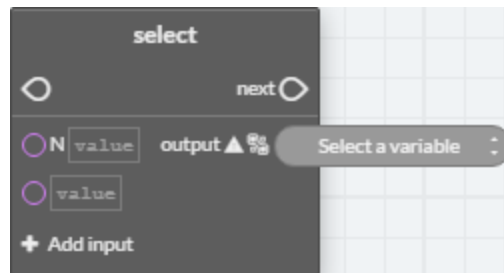 select
next
N value output Select a variable
value
+ Add input